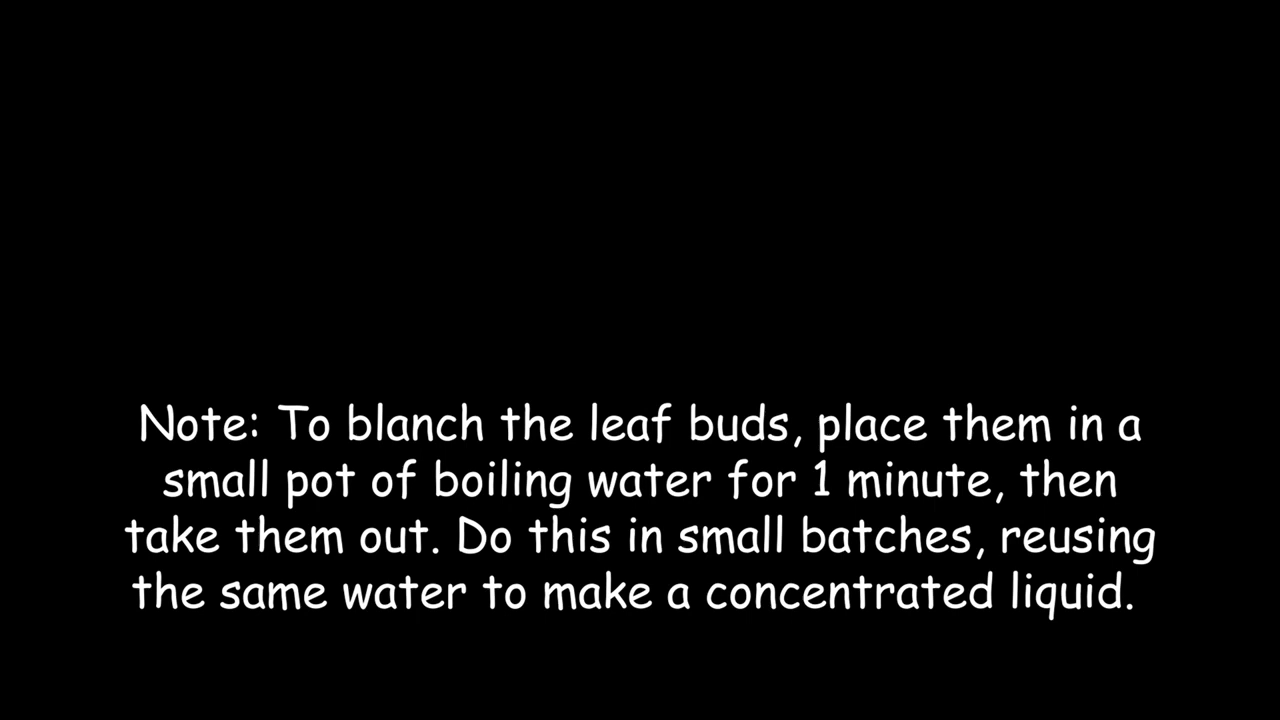 Note: To blanch the leaf buds, place them in a
small pot of boiling water for 1 minute, then
take them out. Do this in small batches, reusing
the same water to make a concentrated liquid.